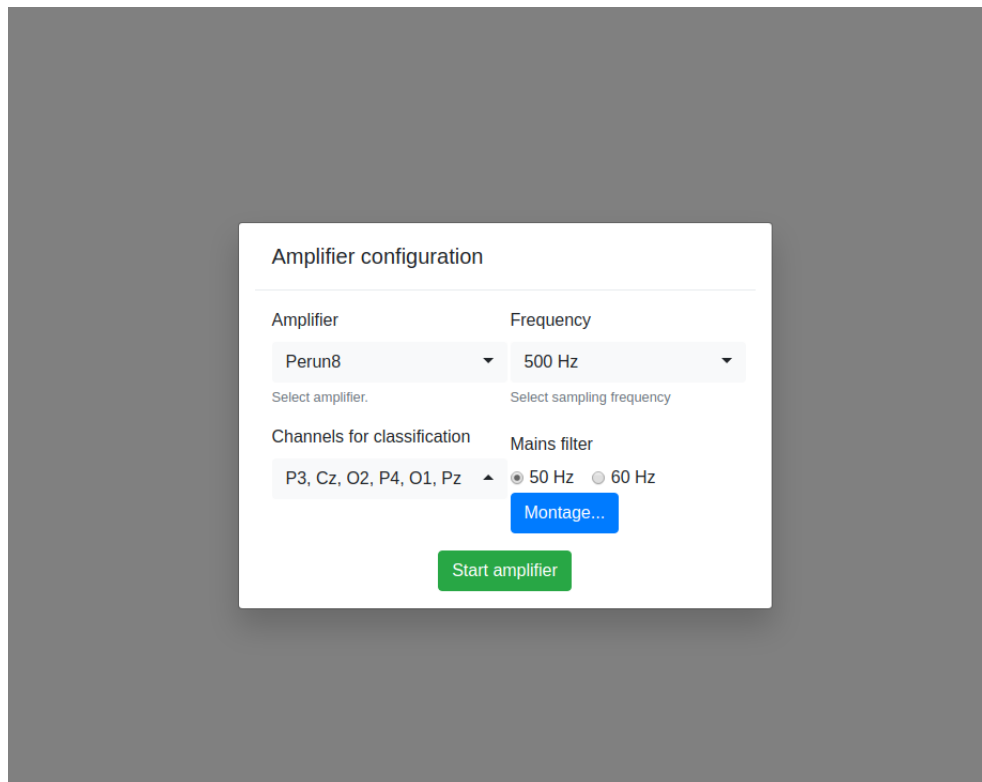 Amplifier configuration
Amplifier
Frequency
Perun8
500 Hz
Select amplifier.
Select sampling frequency
Channels for classification
Mains filter
P3, Cz, O2, P4, O1, Pz
50 Hz
60 Hz
Montage...
Start amplifier